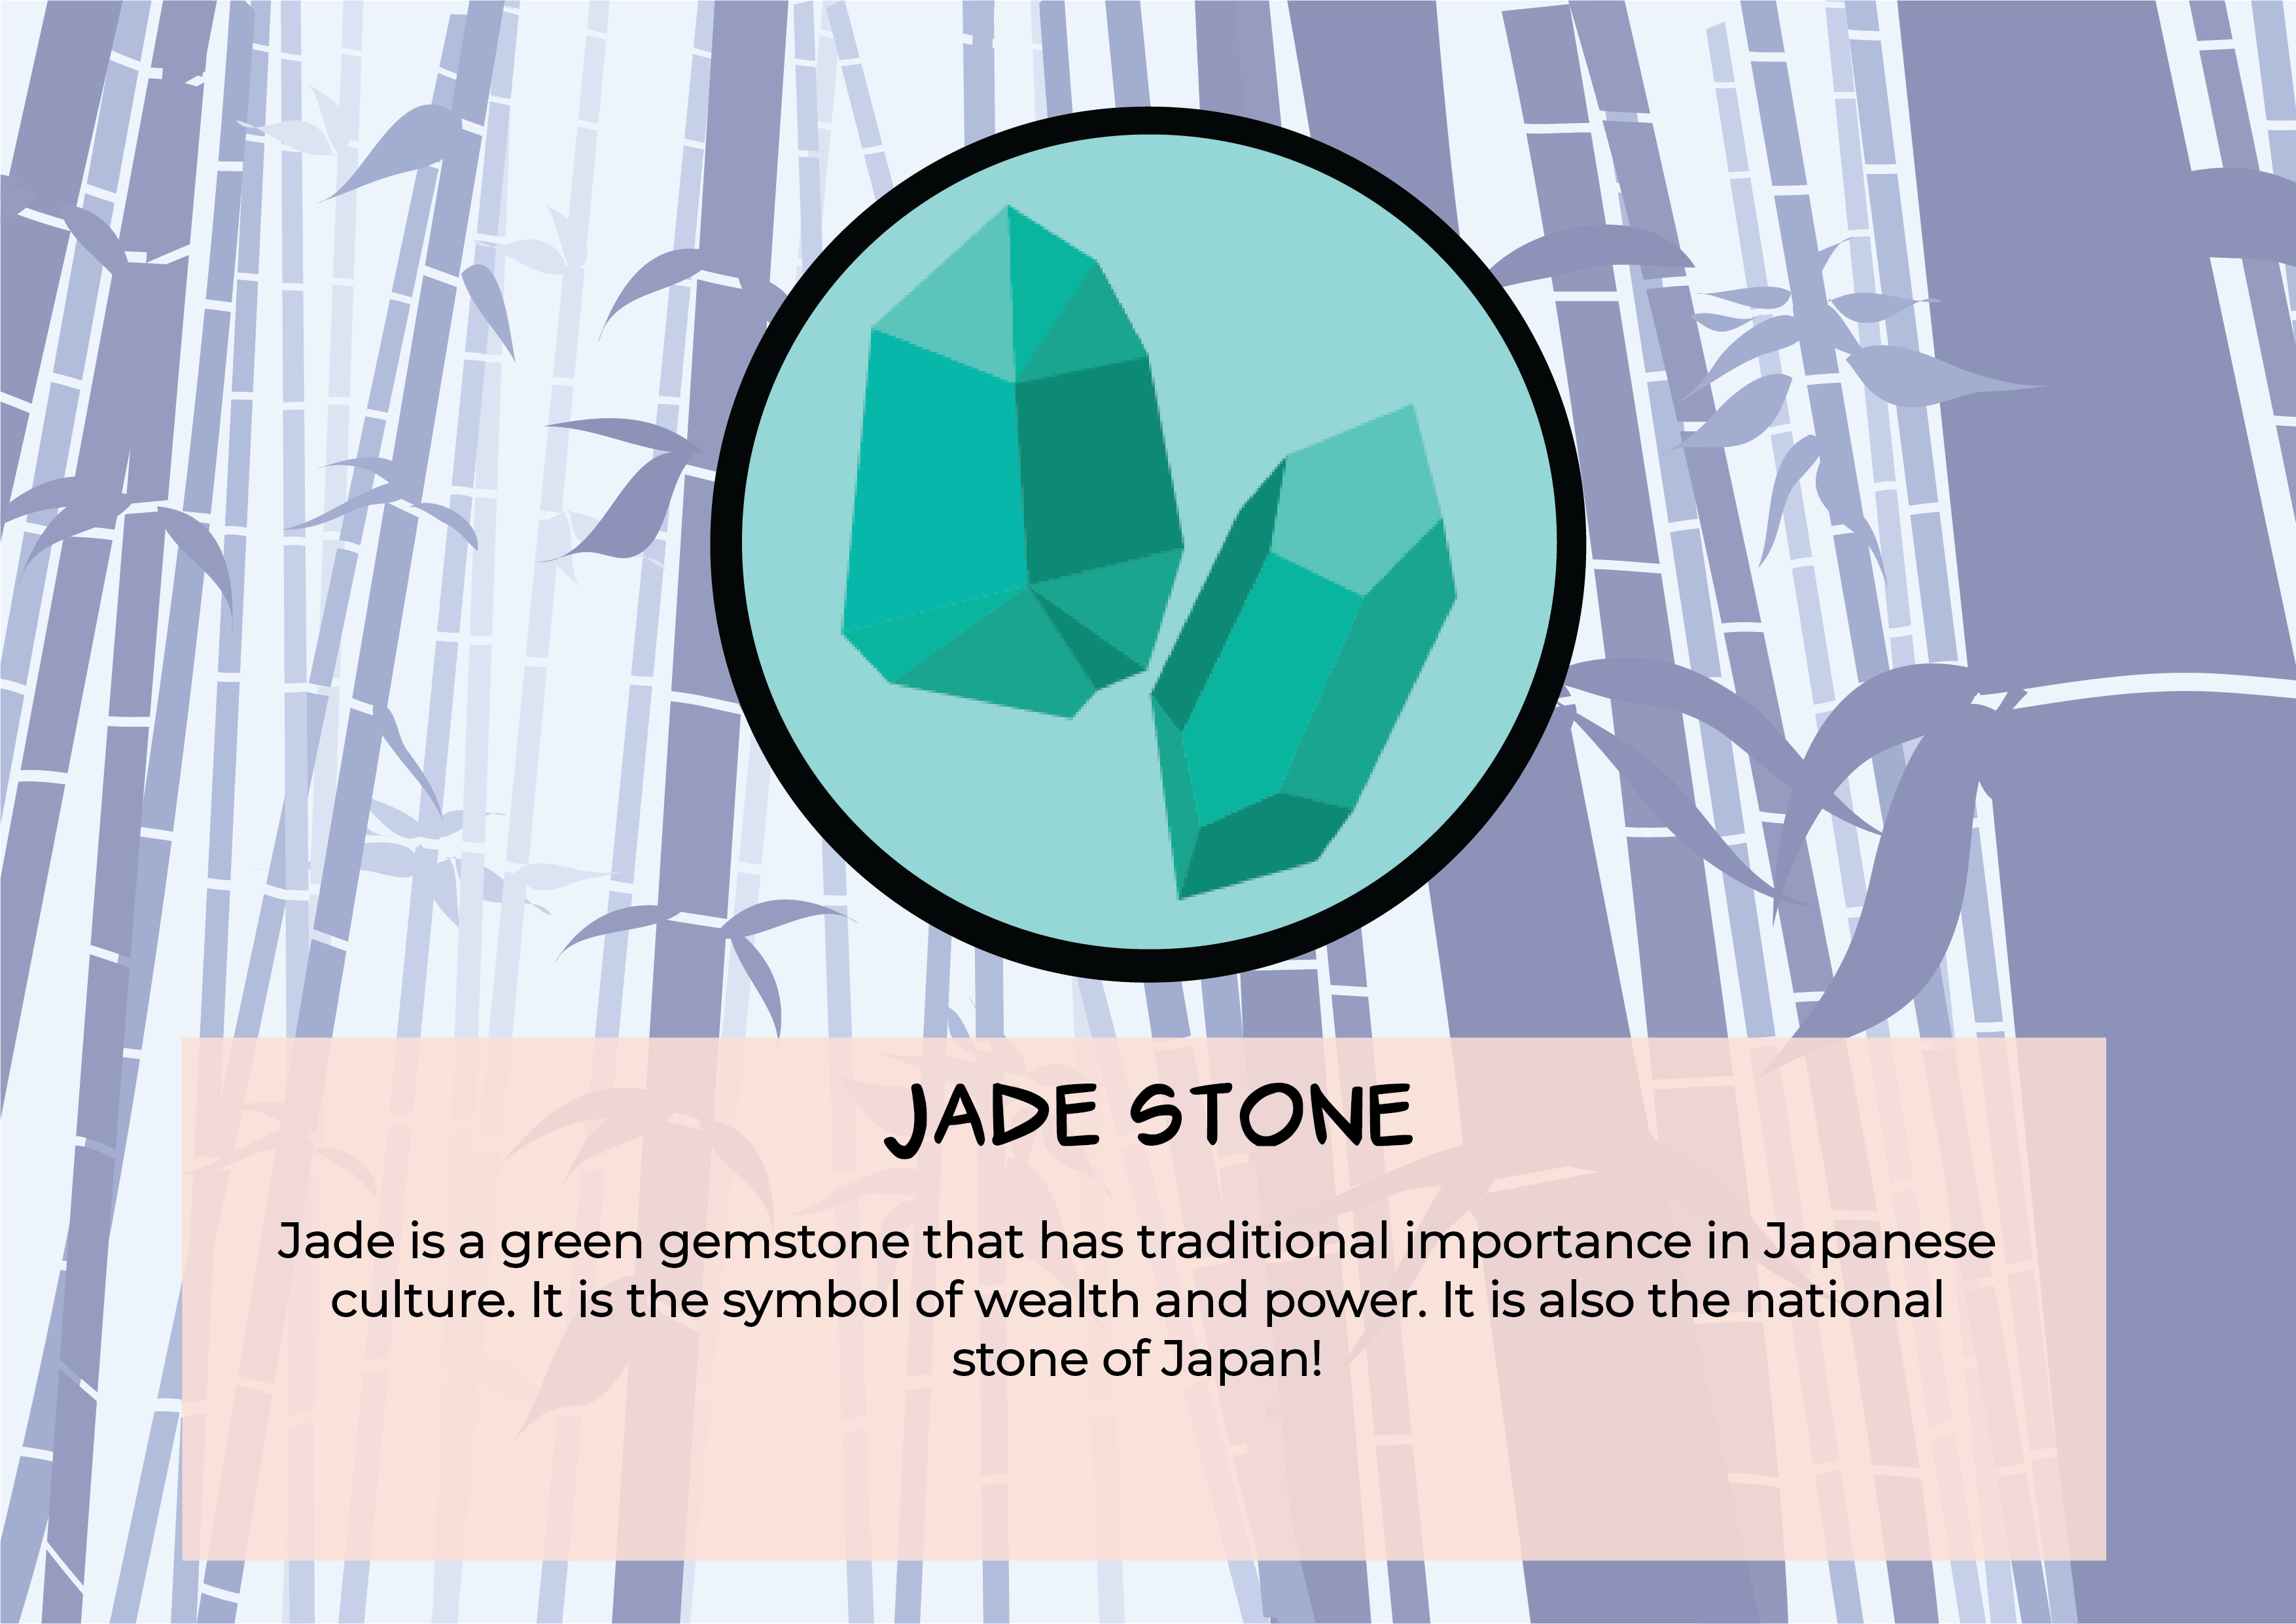 JADE STONE
Jade is a green gemstone that has traditional importance in Japanese
culture. It is the symbol of wealth and power. It is also the national
stone of Japan!